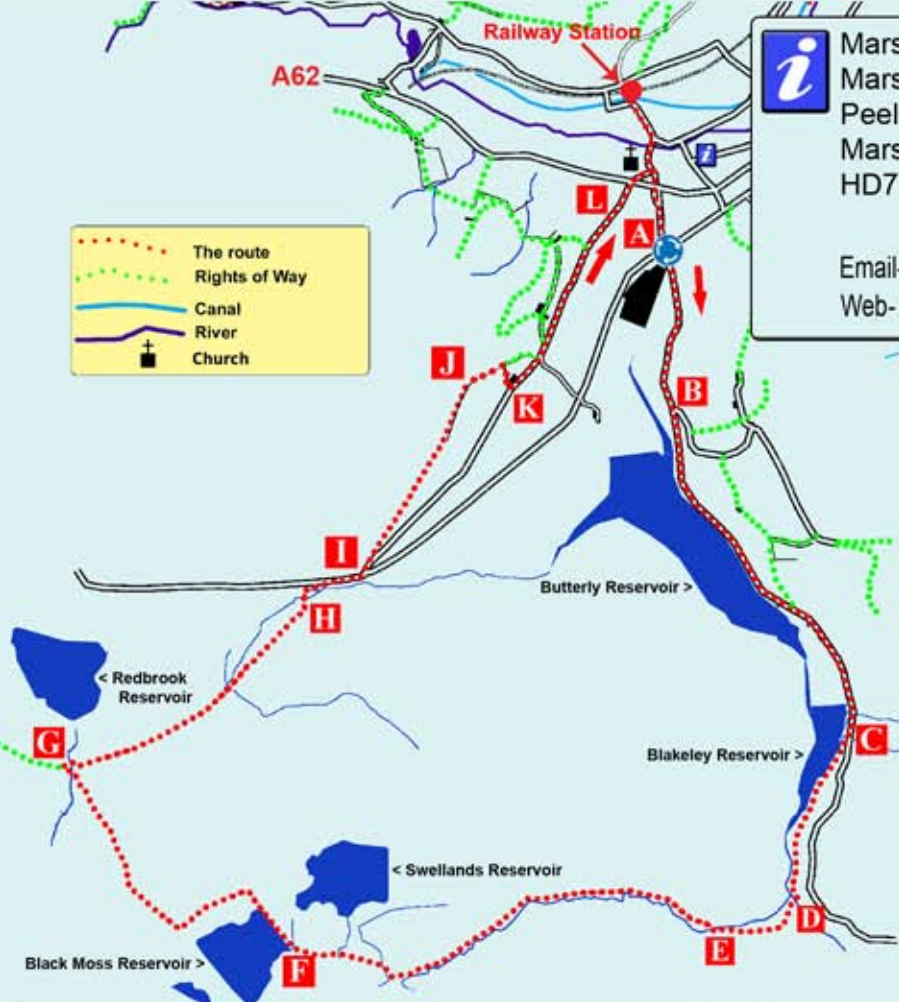 Railway Station
A62
i
Mars
Mars
Peel
Mars
HD7
Email-
Web-
i
L
A
The route
Rights of Way
Canal
River
Church
J
K
B
I
Butterly Reservoir >
H
< Redbrook
Reservoir
G
C
Blakeley Reservoir >
< Swellands Reservoir
D
E
F
Black Moss Reservoir >